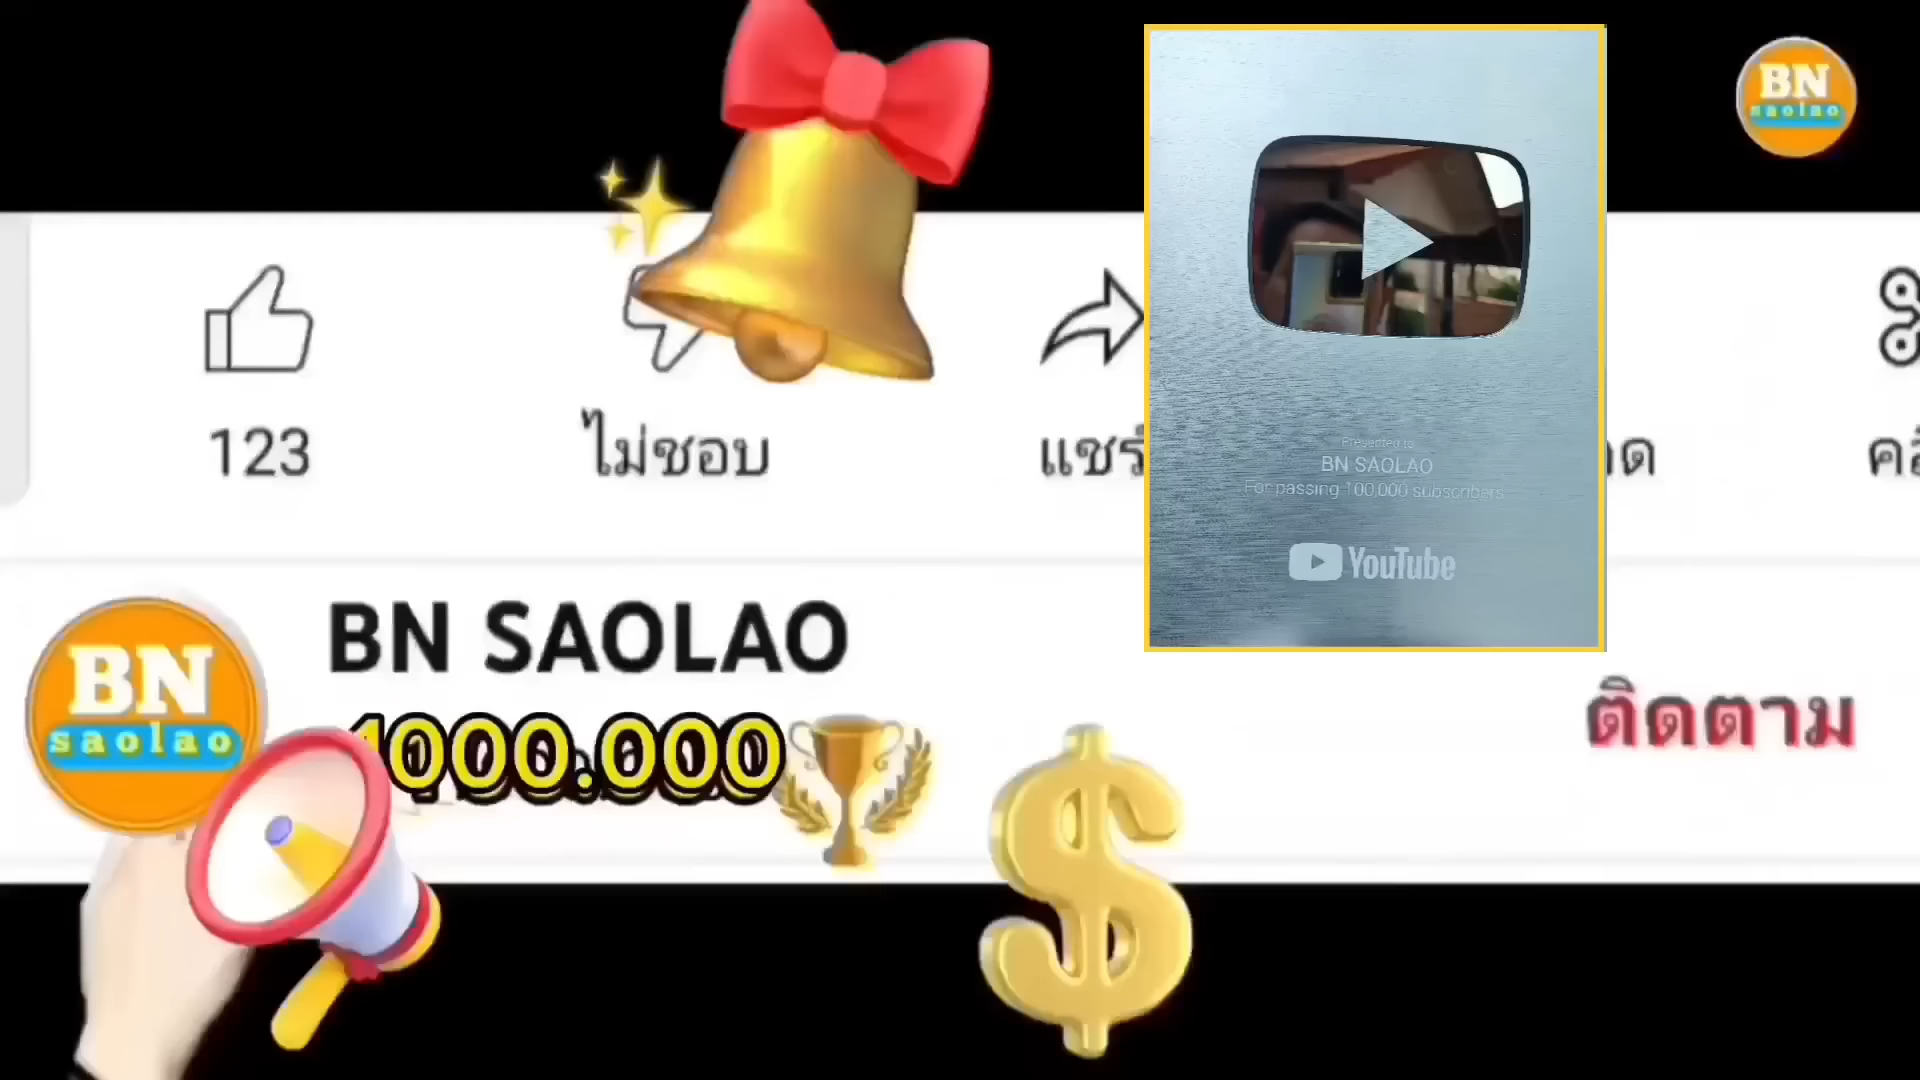 BN
saolao
123
ไม่ชอบ
แชร์
Presented to
BN SAOLAO
For passing 100,000 subscribers
YouTube
BN SAOLAO
1000.000
BN
saolao
ติดตาม